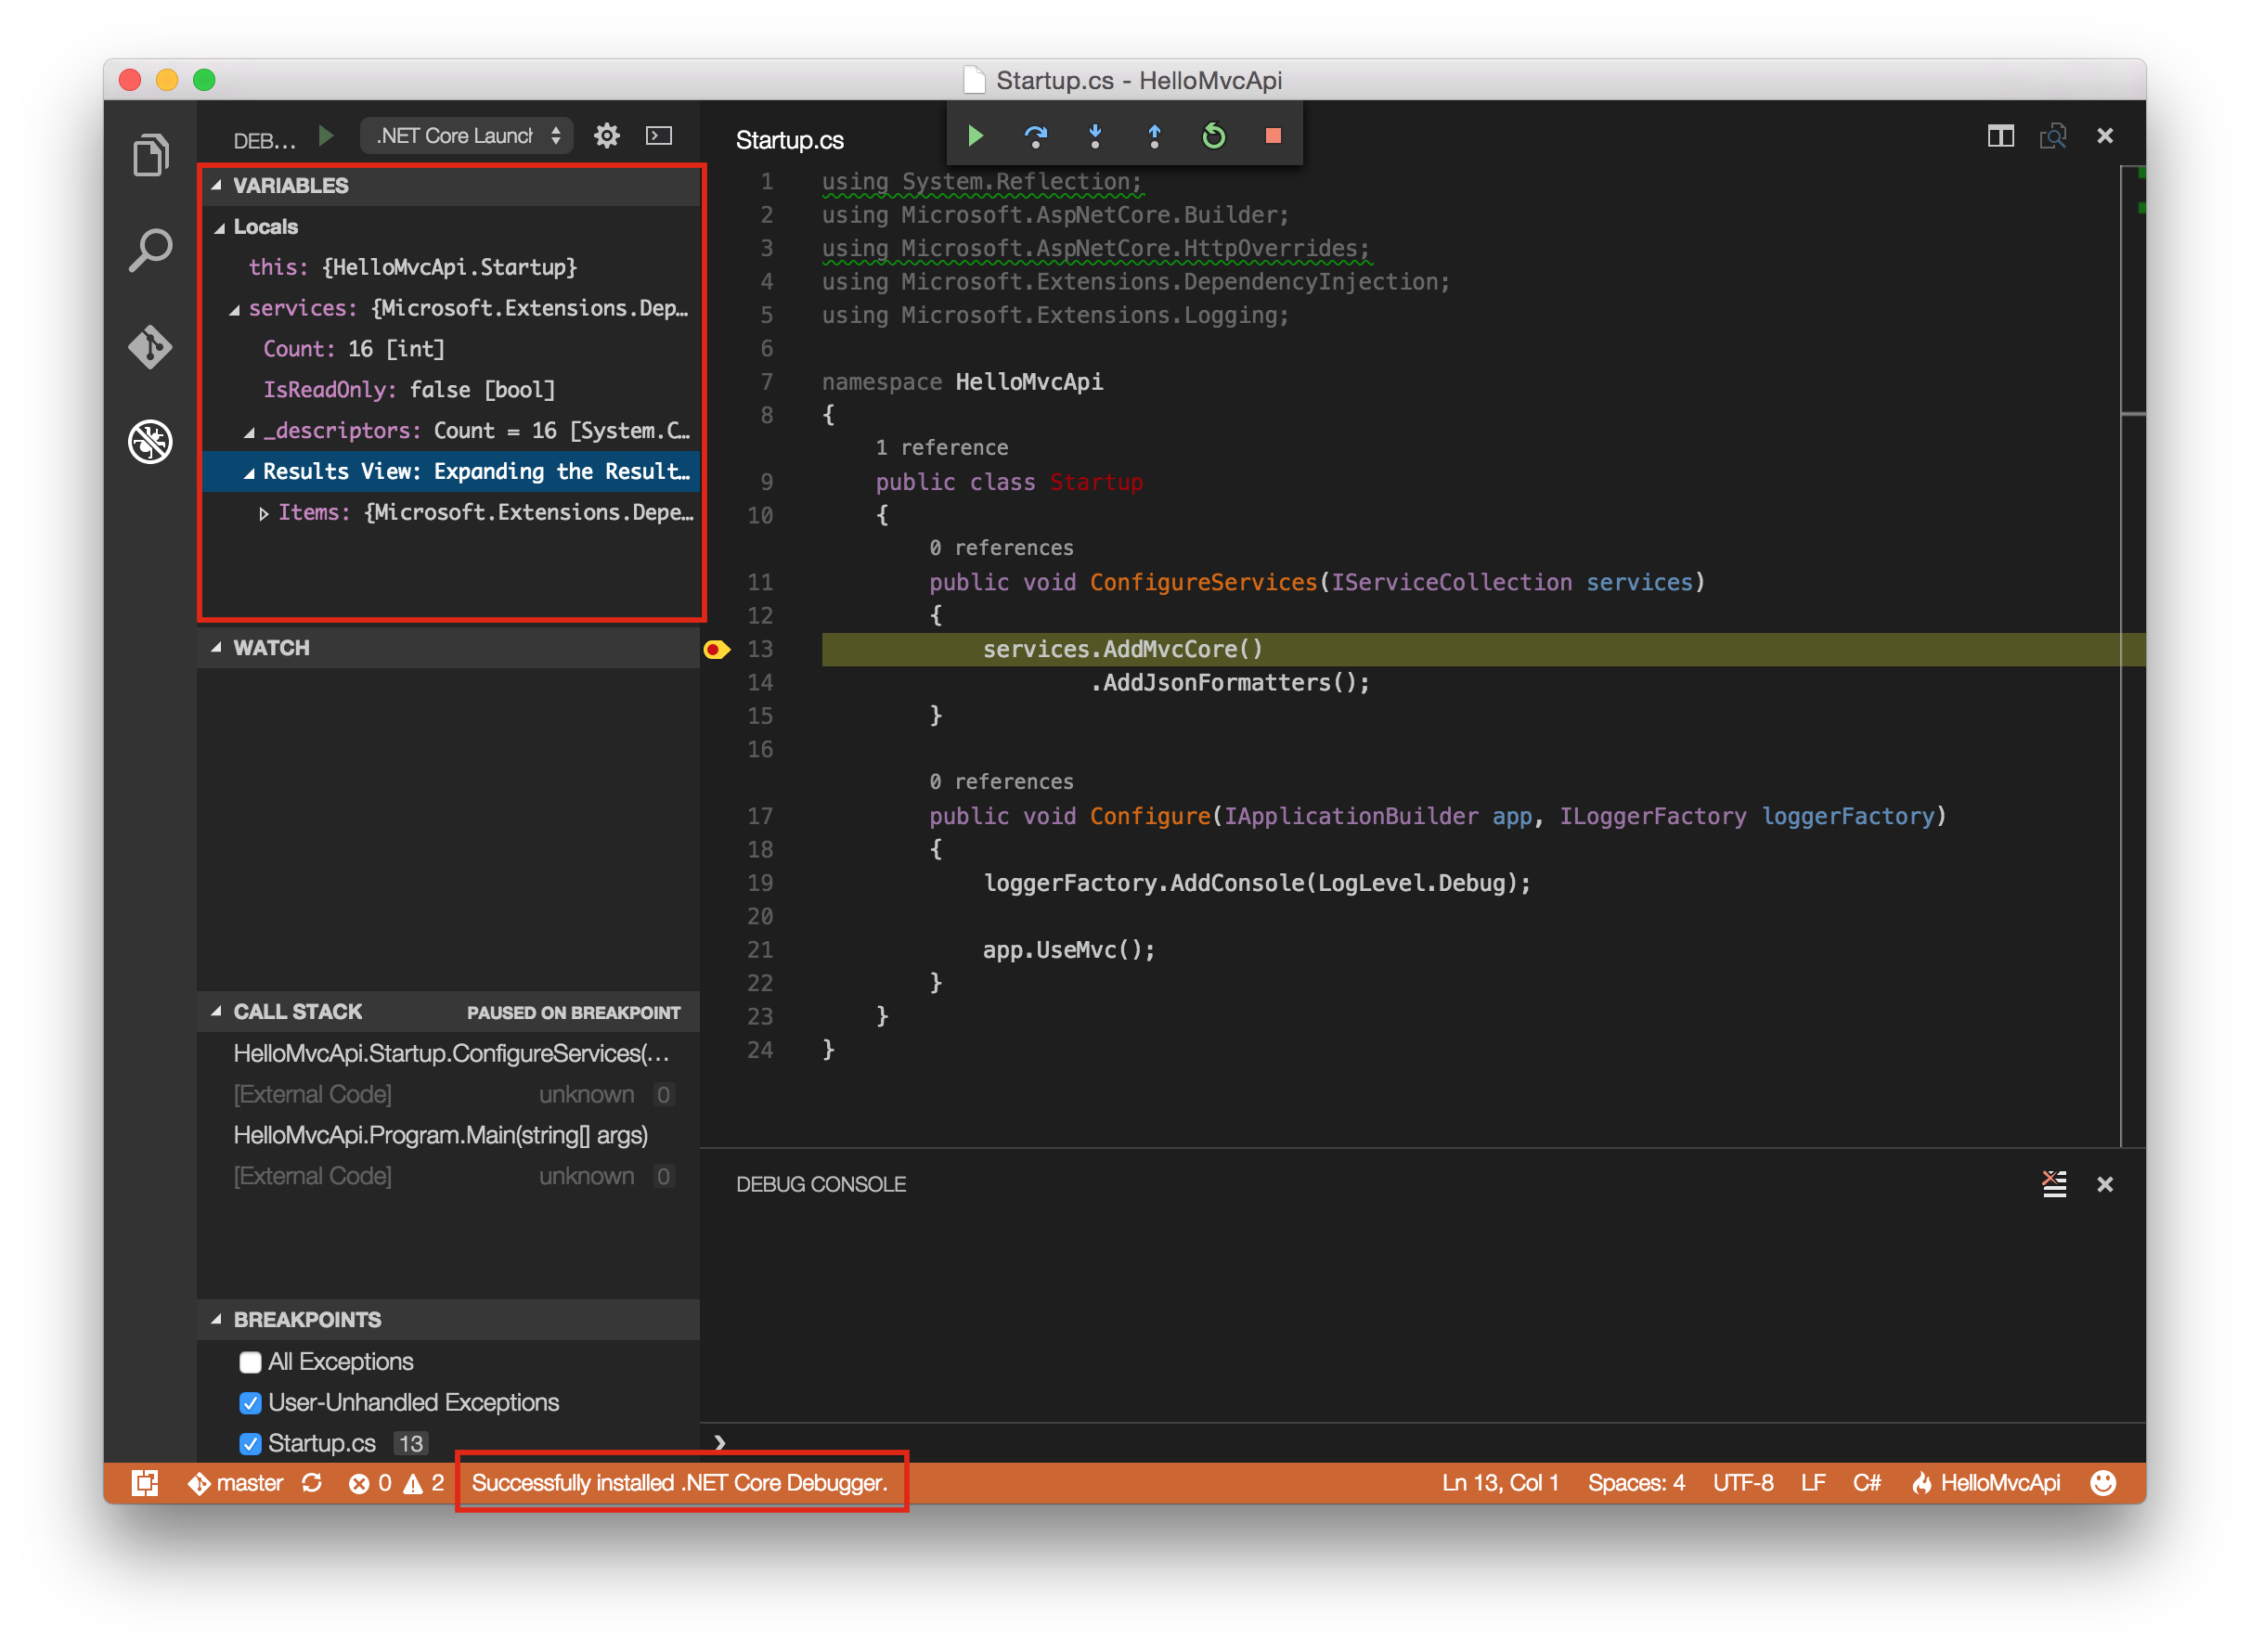 Startup.cs - HelloMvcApi
DEB...
.NET Core Launch
Startup.cs
VARIABLES
Locals
this: {HelloMvcApi.Startup}
services: {Microsoft.Extensions.Dep...
Count: 16 [int]
IsReadOnly: false [bool]
_descriptors: Count = 16 [System.C...
Results View: Expanding the Result...
Items: {Microsoft.Extensions.Depe...
WATCH
CALL STACK
PAUSED ON BREAKPOINT
HelloMvcApi.Startup.ConfigureServices(...
[External Code] unknown 0
HelloMvcApi.Program.Main(string[] args)
[External Code] unknown 0
BREAKPOINTS
All Exceptions
User-Unhandled Exceptions
Startup.cs 13
1 using System.Reflection;
2 using Microsoft.AspNetCore.Builder;
3 using Microsoft.AspNetCore.HttpOverrides;
4 using Microsoft.Extensions.DependencyInjection;
5 using Microsoft.Extensions.Logging;
6
7 namespace HelloMvcApi
8 {
1 reference
9 public class Startup
10 {
0 references
11 public void ConfigureServices(IServiceCollection services)
12 {
13 services.AddMvcCore()
14 .AddJsonFormatters();
15 }
16
0 references
17 public void Configure(IApplicationBuilder app, ILoggerFactory loggerFactory)
18 {
19 loggerFactory.AddConsole(LogLevel.Debug);
20
21 app.UseMvc();
22 }
23 }
24 }
DEBUG CONSOLE
master 0 2 Successfully installed .NET Core Debugger. Ln 13, Col 1 Spaces: 4 UTF-8 LF C# HelloMvcApi